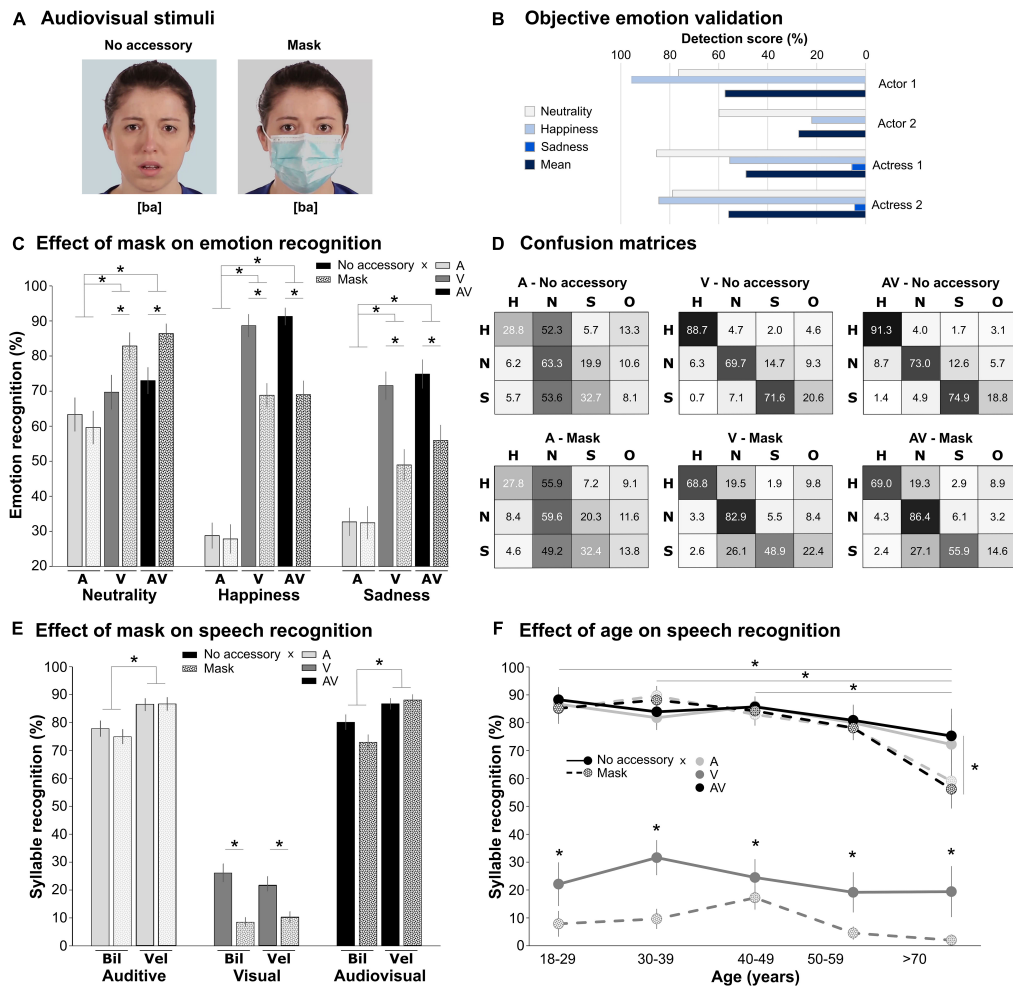 A Audiovisual stimuli
No accessory Mask
[ba] [ba]
B Objective emotion validation
Detection score (%)
100 80 60 40 20 0
Neutrality
Happiness
Sadness
Mean
Actor 1
Actor 2
Actress 1
Actress 2
C Effect of mask on emotion recognition
No accessory x A
Mask V
AV
Emotion recognition (%)
100
90
80
70
60
50
40
30
20
* * * * * * * * * * * *
A V AV A V AV A V AV
Neutrality Happiness Sadness
D Confusion matrices
A - No accessory V - No accessory AV - No accessory
H N S O H N S O H N S O
H 28.8 52.3 5.7 13.3 H 88.7 4.7 2.0 4.6 H 91.3 4.0 1.7 3.1
N 6.2 63.3 19.9 10.6 N 6.3 69.7 14.7 9.3 N 8.7 73.0 12.6 5.7
S 5.7 53.6 32.7 8.1 S 0.7 7.1 71.6 20.6 S 1.4 4.9 74.9 18.8
A - Mask V - Mask AV - Mask
H N S O H N S O H N S O
H 27.8 55.9 7.2 9.1 H 68.8 19.5 1.9 9.8 H 69.0 19.3 2.9 8.9
N 8.4 59.6 20.3 11.6 N 3.3 82.9 5.5 8.4 N 4.3 86.4 6.1 3.2
S 4.6 49.2 32.4 13.8 S 2.6 26.1 48.9 22.4 S 2.4 27.1 55.9 14.6
E Effect of mask on speech recognition
No accessory x A
Mask V
AV
Syllable recognition (%)
100
90
80
70
60
50
40
30
20
10
0
* * * *
Bil Vel Bil Vel Bil Vel
Auditive Visual Audiovisual
F Effect of age on speech recognition
Syllable recognition (%)
100
90
80
70
60
50
40
30
20
10
0
* * * *
No accessory x A
Mask V
AV
* * * * *
18-29 30-39 40-49 50-59 >70
Age (years)